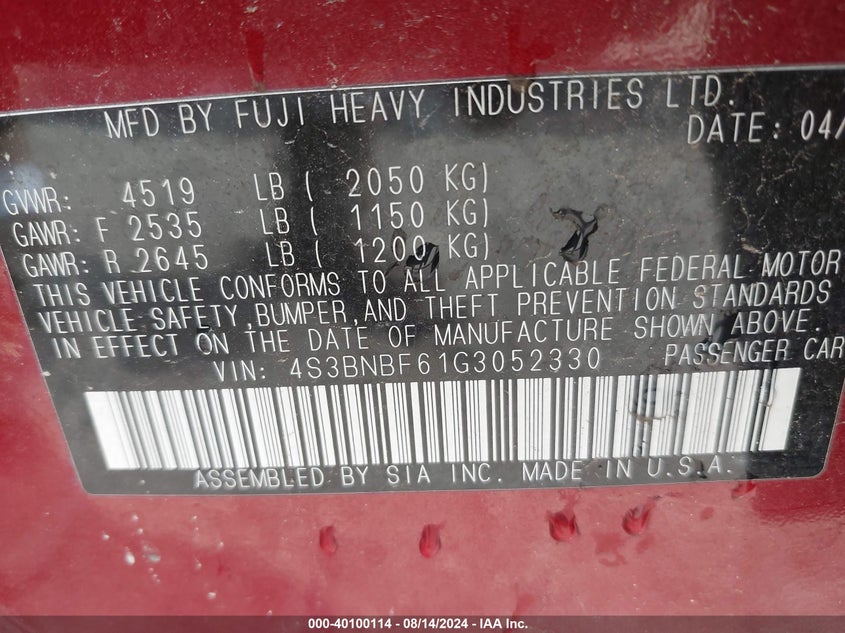 MFD BY FUJI HEAVY INDUSTRIES LTD.
DATE: 04/
GVWR: 4519 LB ( 2050 KG)
GAWR: F 2535 LB ( 1150 KG)
GAWR: R 2645 LB ( 1200 KG)
THIS VEHICLE CONFORMS TO ALL APPLICABLE FEDERAL MOTOR
VEHICLE SAFETY,BUMPER,AND THEFT PREVENTION STANDARDS
IN EFFECT ON THE DATE OF MANUFACTURE SHOWN ABOVE.
VIN: 4S3BNBF61G3052330 PASSENGER CAR
ASSEMBLED BY SIA INC. MADE IN U.S.A.
000-40100114 - 08/14/2024 - IAA Inc.